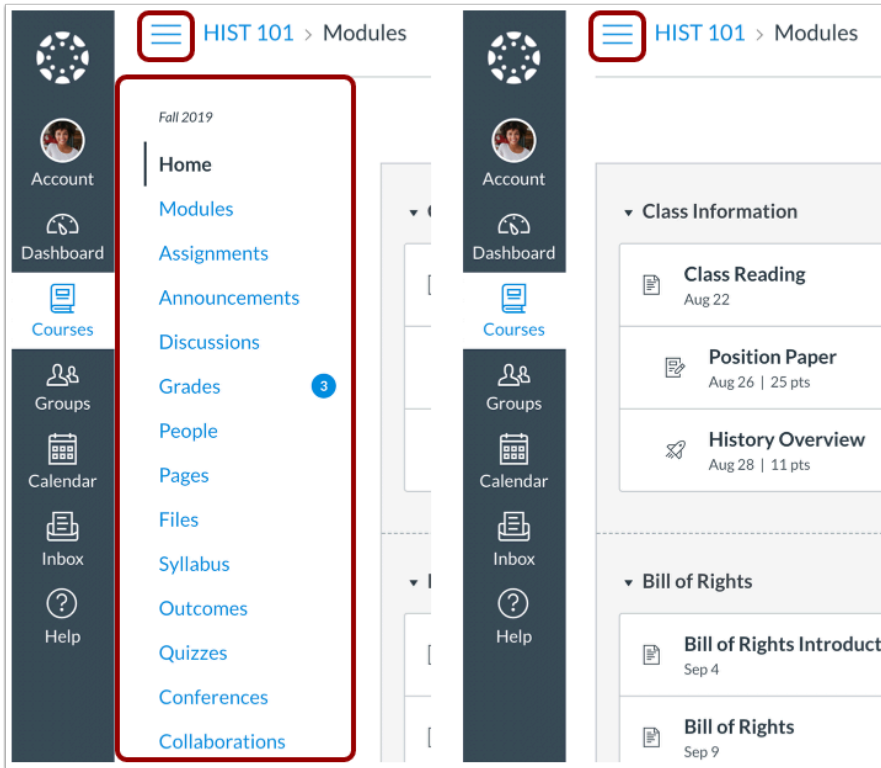 HIST 101 > Modules
Account
Dashboard
Courses
Groups
Calendar
Inbox
Help
Fall 2019
Home
Modules
Assignments
Announcements
Discussions
Grades 3
People
Pages
Files
Syllabus
Outcomes
Quizzes
Conferences
Collaborations
HIST 101 > Modules
Account
Dashboard
Courses
Groups
Calendar
Inbox
Help
Class Information
Class Reading
Aug 22
Position Paper
Aug 26 | 25 pts
History Overview
Aug 28 | 11 pts
Bill of Rights
Bill of Rights Introduct
Sep 4
Bill of Rights
Sep 9